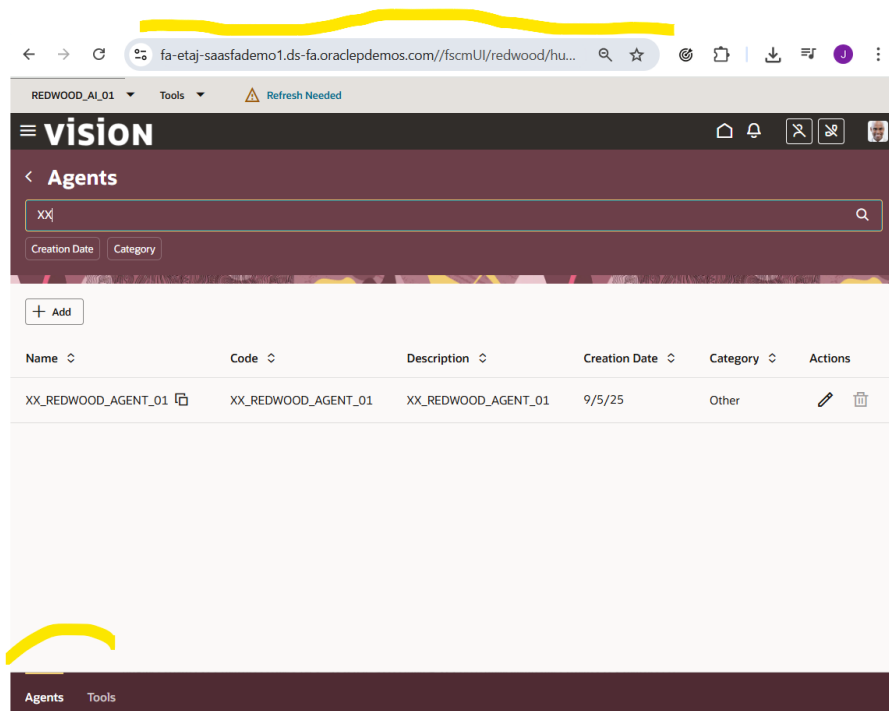 fa-etaj-saasfademo1.ds-fa.oraclepdemos.com//fscmUI/redwood/hu...
J
REDWOOD_AI_01 Tools Refresh Needed
vision
Agents
XX
Creation Date Category
Add
Name Code Description Creation Date Category Actions
XX_REDWOOD_AGENT_01 XX_REDWOOD_AGENT_01 XX_REDWOOD_AGENT_01 9/5/25 Other
Agents Tools